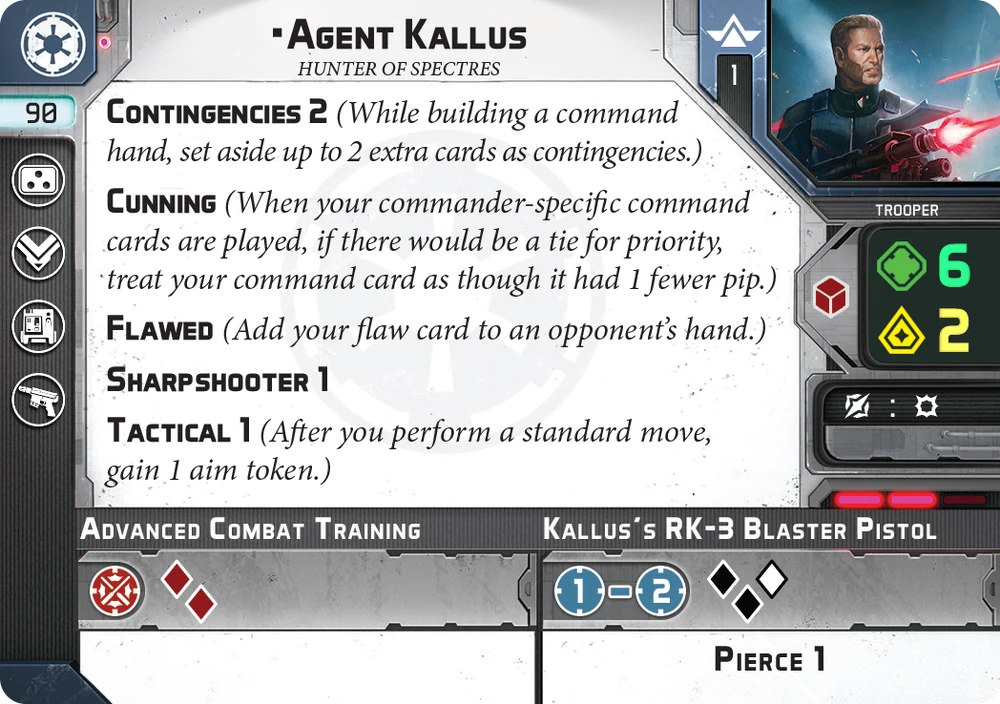 ·Agent Kallus
Hunter of Spectres
1
90
Contingencies 2 (While building a command
hand, set aside up to 2 extra cards as contingencies.)
Cunning (When your commander-specific command
cards are played, if there would be a tie for priority,
treat your command card as though it had 1 fewer pip.)
Flawed (Add your flaw card to an opponent's hand.)
Sharpshooter 1
Tactical 1 (After you perform a standard move,
gain 1 aim token.)
Trooper
6
2
:
Advanced Combat Training
Kallus's RK-3 Blaster Pistol
1-2
Pierce 1